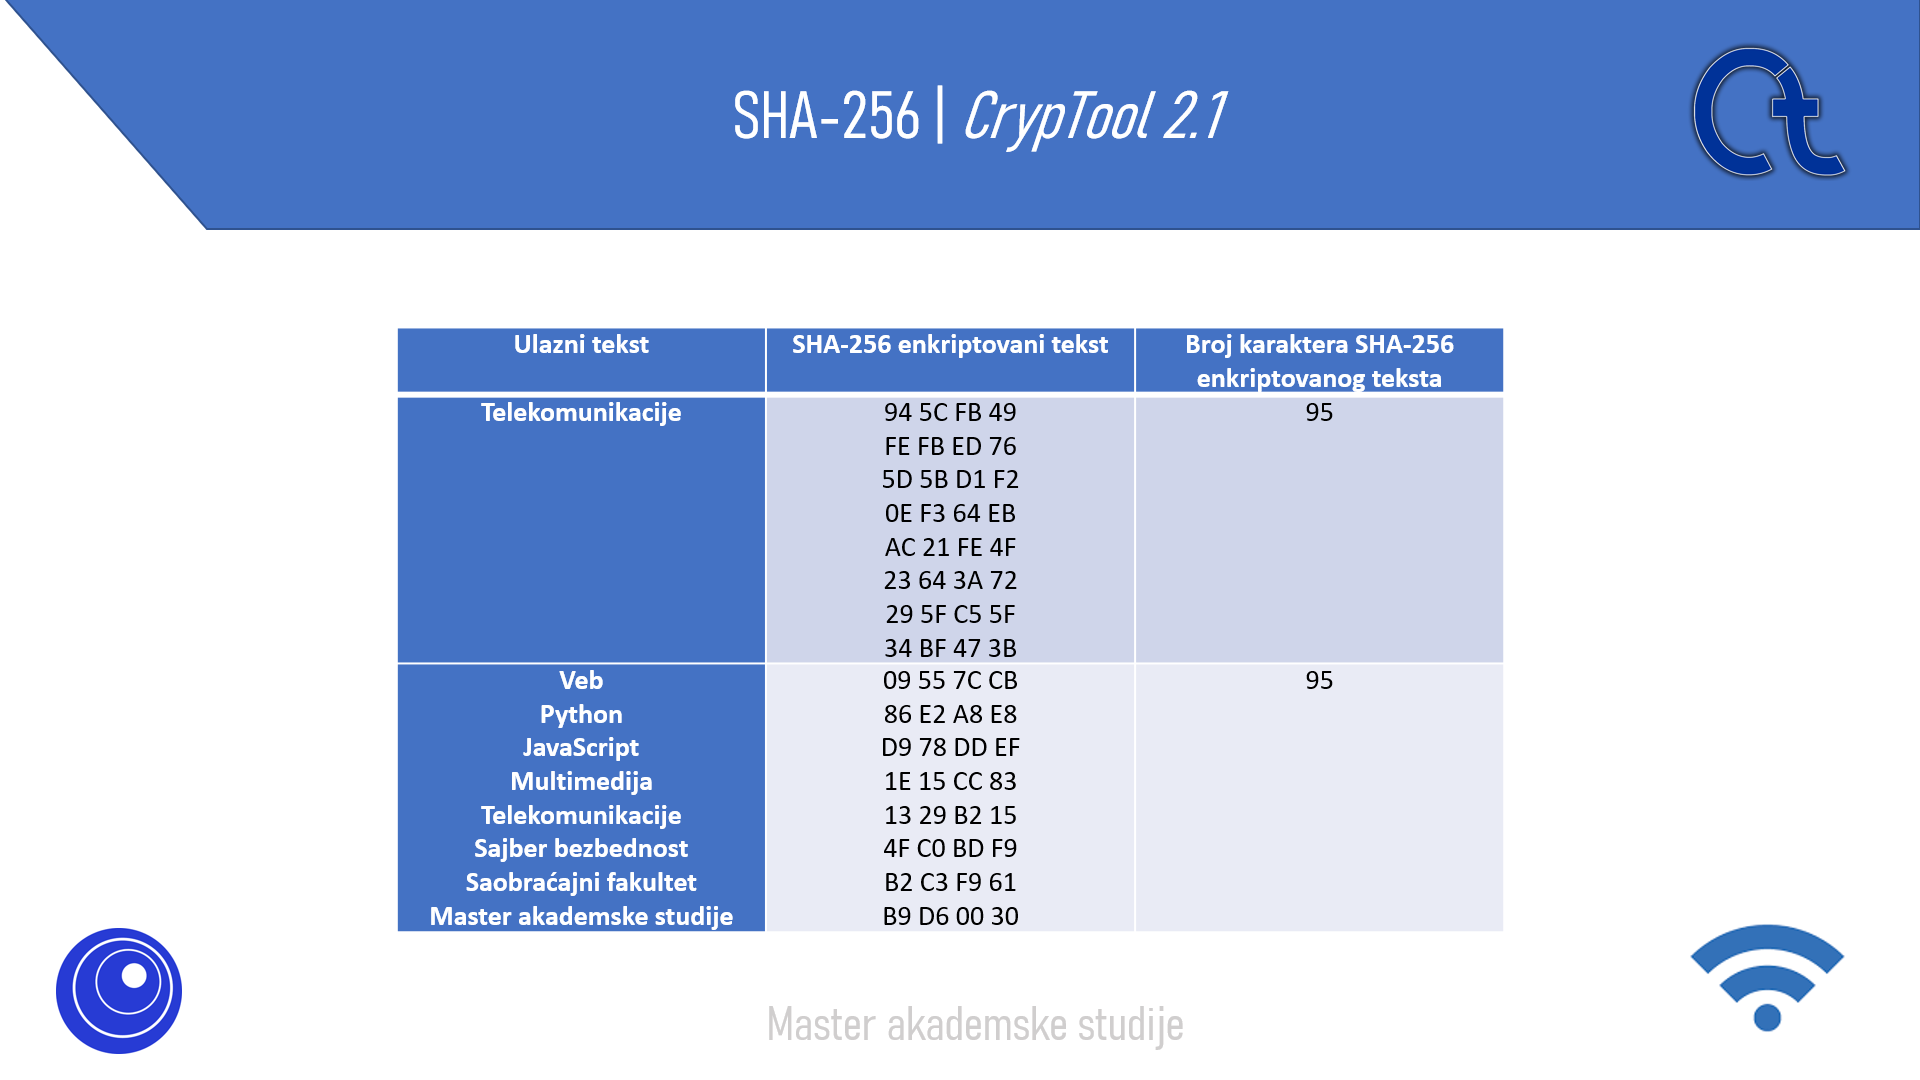 SHA-256 | CrypTool 2.1
Ct
Ulazni tekst
SHA-256 enkriptovani tekst
Broj karaktera SHA-256
enkriptovanog teksta
Telekomunikacije
94 5C FB 49
FE FB ED 76
5D 5B D1 F2
0E F3 64 EB
AC 21 FE 4F
23 64 3A 72
29 5F C5 5F
34 BF 47 3B
95
Veb
Python
JavaScript
Multimedija
Telekomunikacije
Sajber bezbednost
Saobraćajni fakultet
Master akademske studije
09 55 7C CB
86 E2 A8 E8
D9 78 DD EF
1E 15 CC 83
13 29 B2 15
4F C0 BD F9
B2 C3 F9 61
B9 D6 00 30
95
Master akademske studije